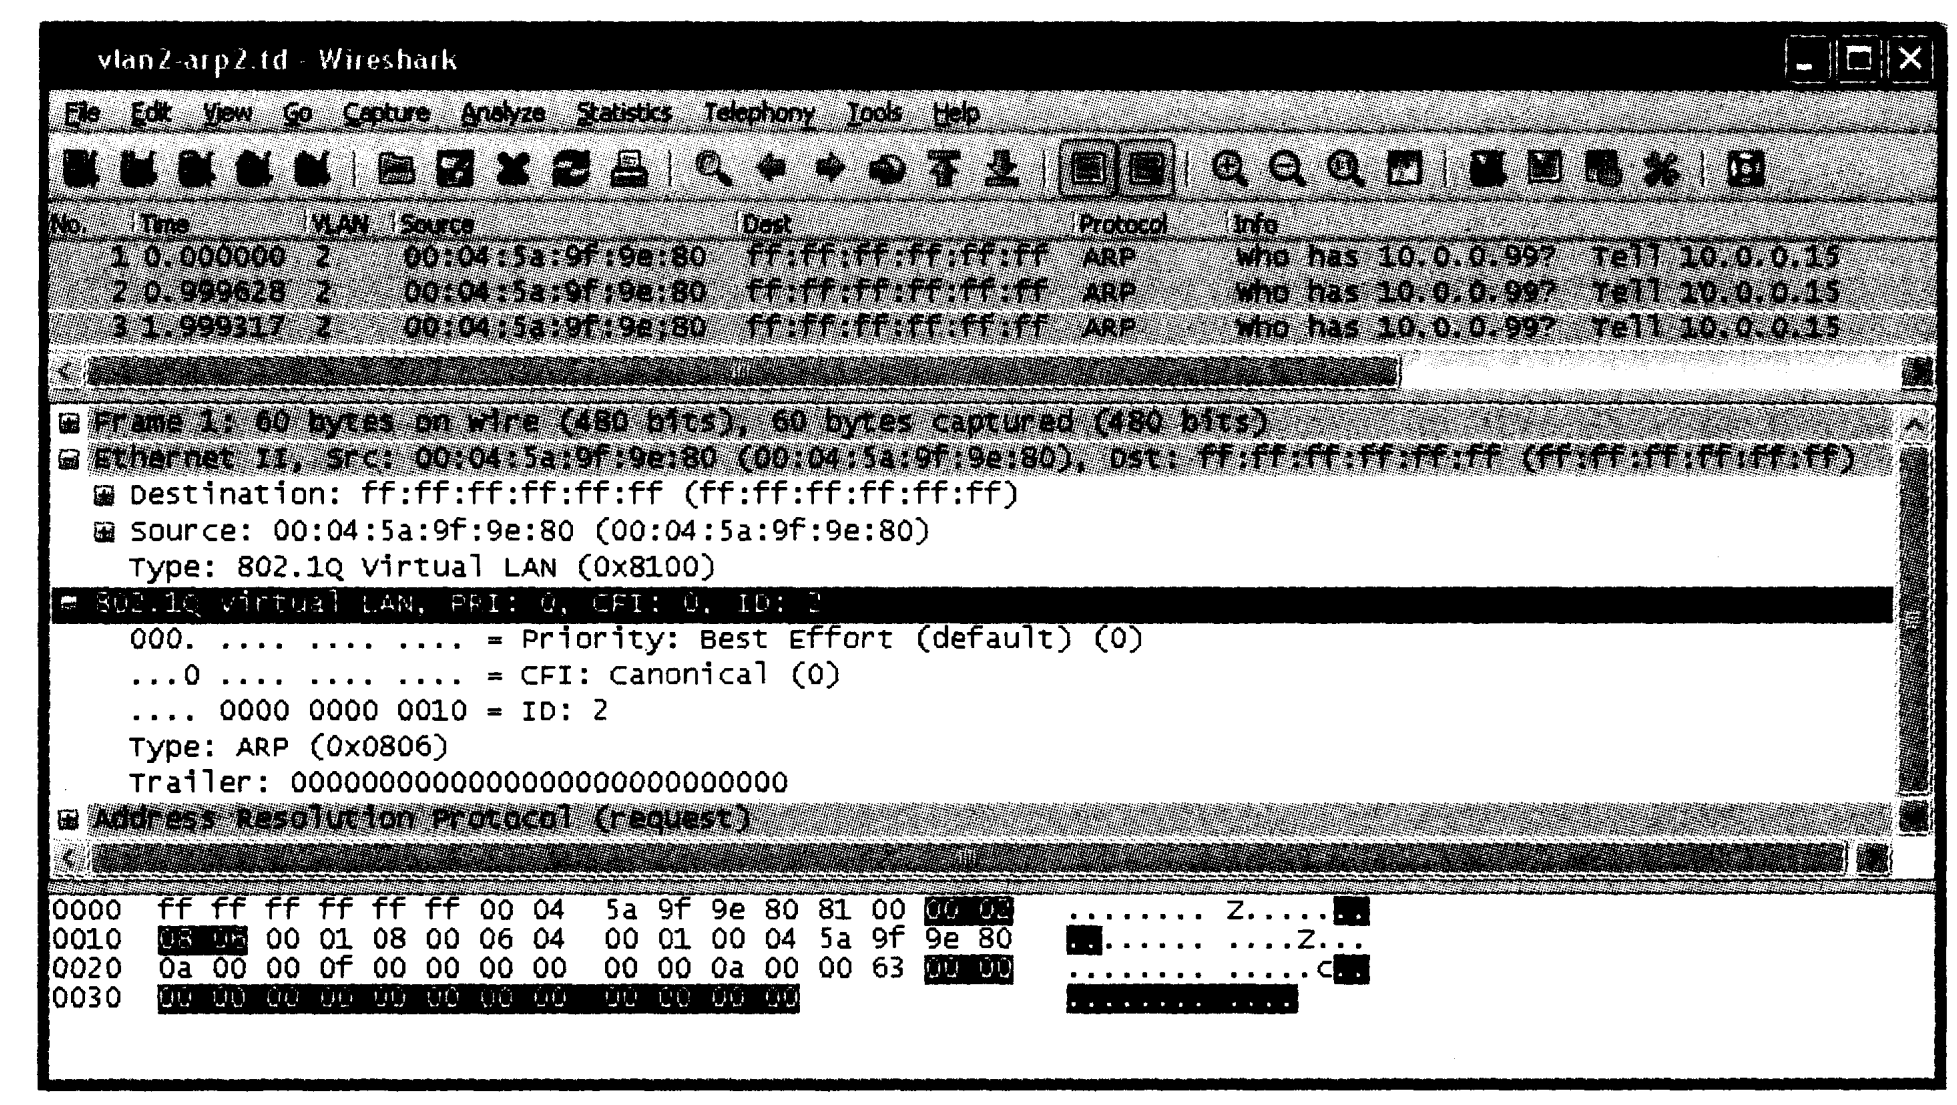 vlan2-arp2.td - Wireshark
File Edit View Go Capture Analyze Statistics Telephony Tools Help
No. Time VLAN Source Dest Protocol Info
1 0.000000 2 00:04:5a:9f:9e:80 ff:ff:ff:ff:ff:ff ARP who has 10.0.0.99? Tell 10.0.0.15
2 0.999628 2 00:04:5a:9f:9e:80 ff:ff:ff:ff:ff:ff ARP who has 10.0.0.99? Tell 10.0.0.15
3 1.999317 2 00:04:5a:9f:9e:80 ff:ff:ff:ff:ff:ff ARP who has 10.0.0.99? Tell 10.0.0.15
Frame 1: 60 bytes on wire (480 bits), 60 bytes captured (480 bits)
Ethernet II, Src: 00:04:5a:9f:9e:80 (00:04:5a:9f:9e:80), Dst: ff:ff:ff:ff:ff:ff (ff:ff:ff:ff:ff:ff)
Destination: ff:ff:ff:ff:ff:ff (ff:ff:ff:ff:ff:ff)
Source: 00:04:5a:9f:9e:80 (00:04:5a:9f:9e:80)
Type: 802.1Q Virtual LAN (0x8100)
802.1Q Virtual LAN, PRI: 0, CFI: 0, ID: 2
000. .... .... .... = Priority: Best Effort (default) (0)
...0 .... .... .... = CFI: Canonical (0)
.... 0000 0000 0010 = ID: 2
Type: ARP (0x0806)
Trailer: 0000000000000000000000000000
Address Resolution Protocol (request)
0000 ff ff ff ff ff ff 00 04 5a 9f 9e 80 81 00 00 02 ........ Z.......
0010 08 06 00 01 08 00 06 04 00 01 00 04 5a 9f 9e 80 ........ ....Z...
0020 0a 00 00 0f 00 00 00 00 00 00 0a 00 00 63 00 00 ........ .....c..
0030 00 00 00 00 00 00 00 00 00 00 00 00 ........ ....